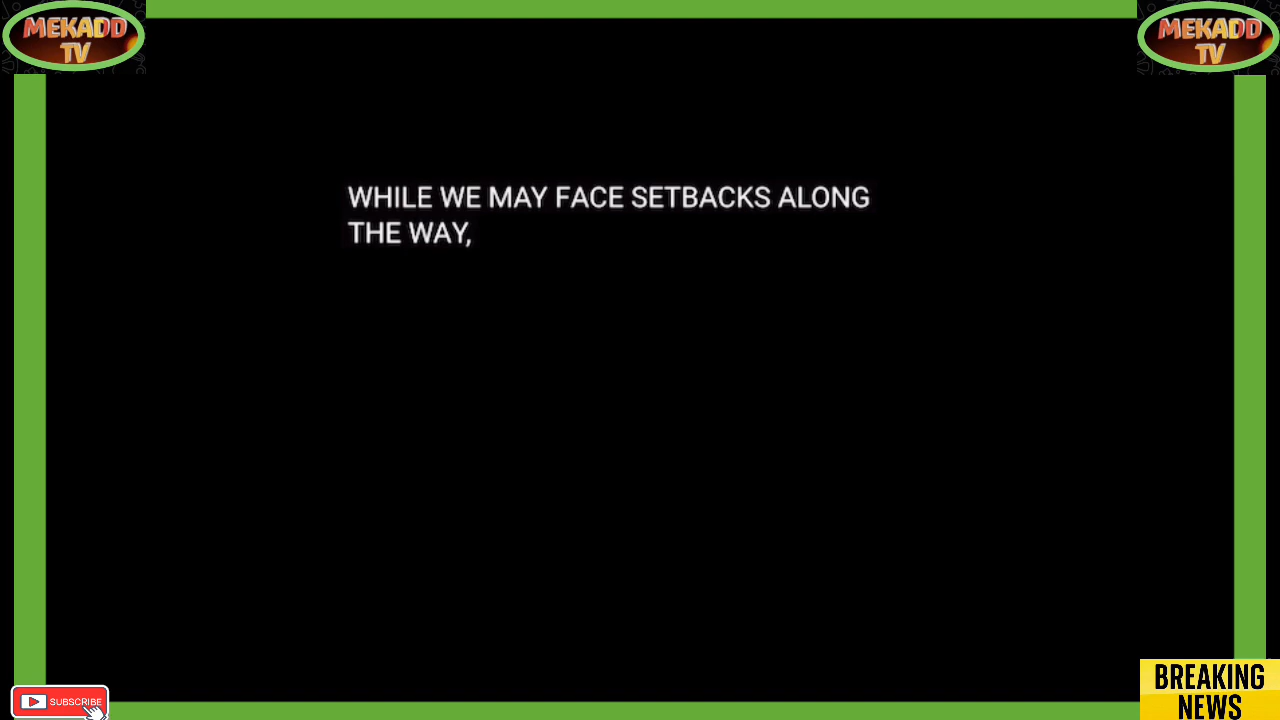 MEKADD
TV
MEKADD
TV
WHILE WE MAY FACE SETBACKS ALONG
THE WAY,
SUBSCRIBE
BREAKING
NEWS